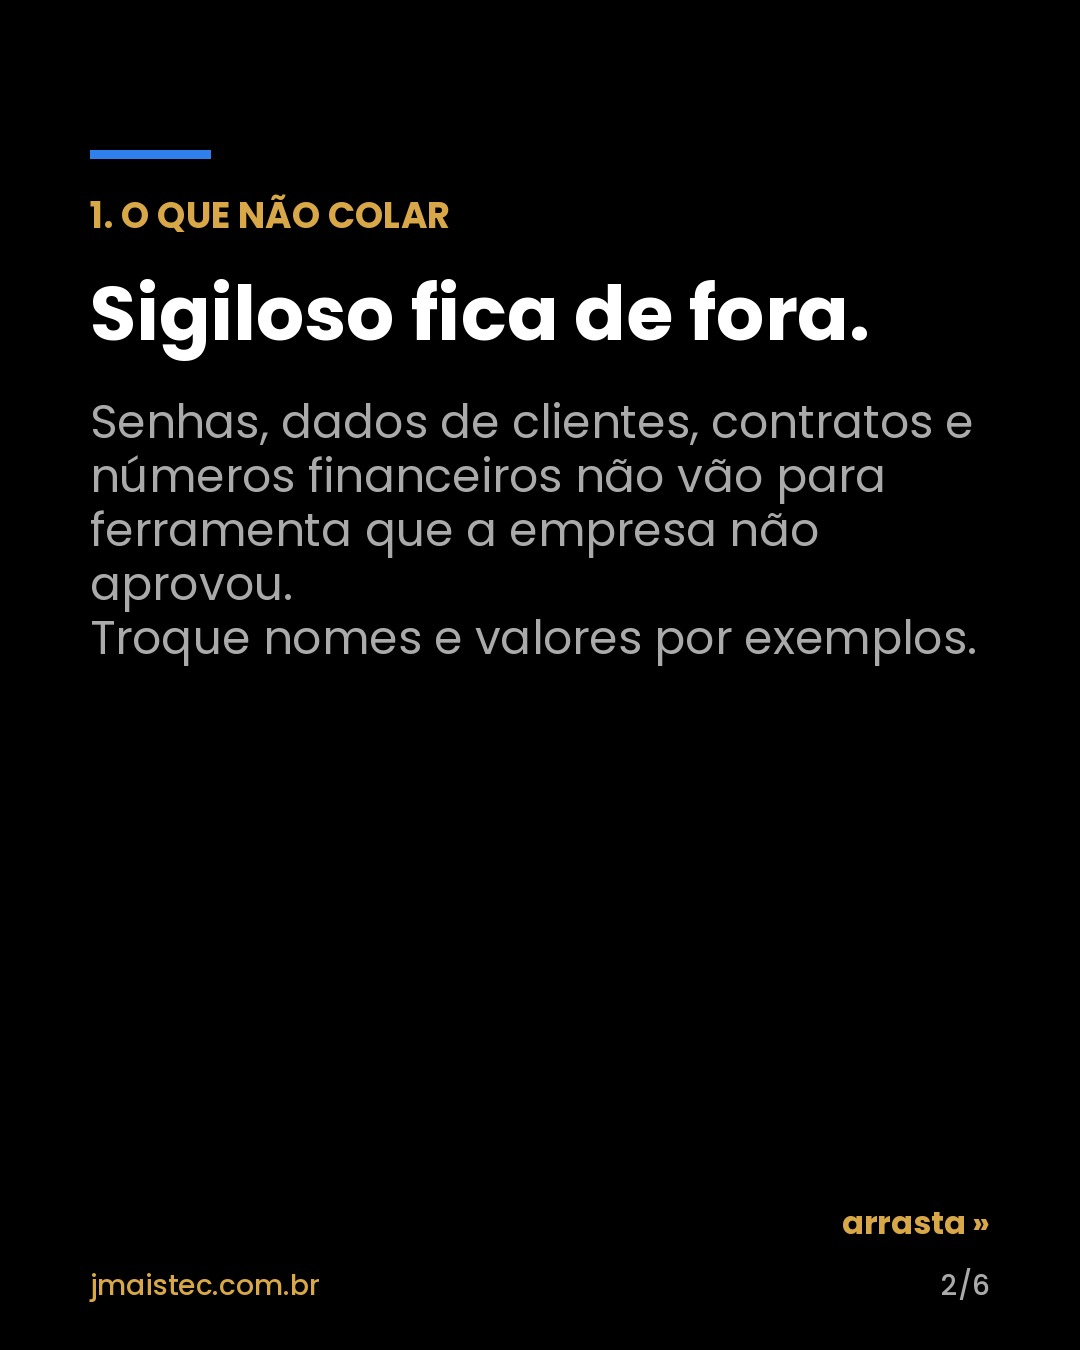 1. O QUE NÃO COLAR
Sigiloso fica de fora.
Senhas, dados de clientes, contratos e
números financeiros não vão para
ferramenta que a empresa não
aprovou.
Troque nomes e valores por exemplos.
arrasta »
jmaistec.com.br
2/6